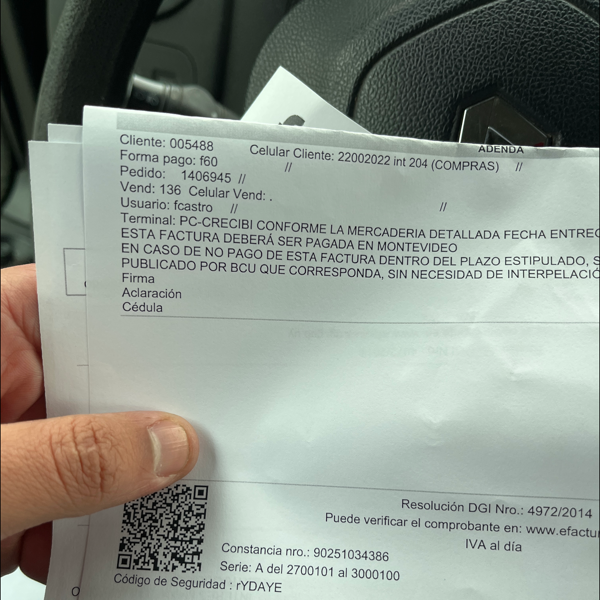 ADENDA
Cliente: 005488 Celular Cliente: 22002022 int 204 (COMPRAS) //
Forma pago: f60 //
Pedido: 1406945 //
Vend: 136 Celular Vend: .
Usuario: fcastro // //
Terminal: PC-CRECIBI CONFORME LA MERCADERIA DETALLADA FECHA ENTREG
ESTA FACTURA DEBERÁ SER PAGADA EN MONTEVIDEO
EN CASO DE NO PAGO DE ESTA FACTURA DENTRO DEL PLAZO ESTIPULADO, S
PUBLICADO POR BCU QUE CORRESPONDA, SIN NECESIDAD DE INTERPELACIÓ
Firma
Aclaración
Cédula
Resolución DGI Nro.: 4972/2014
Puede verificar el comprobante en: www.efactur
IVA al día
Constancia nro.: 90251034386
Serie: A del 2700101 al 3000100
Código de Seguridad : rYDAYE